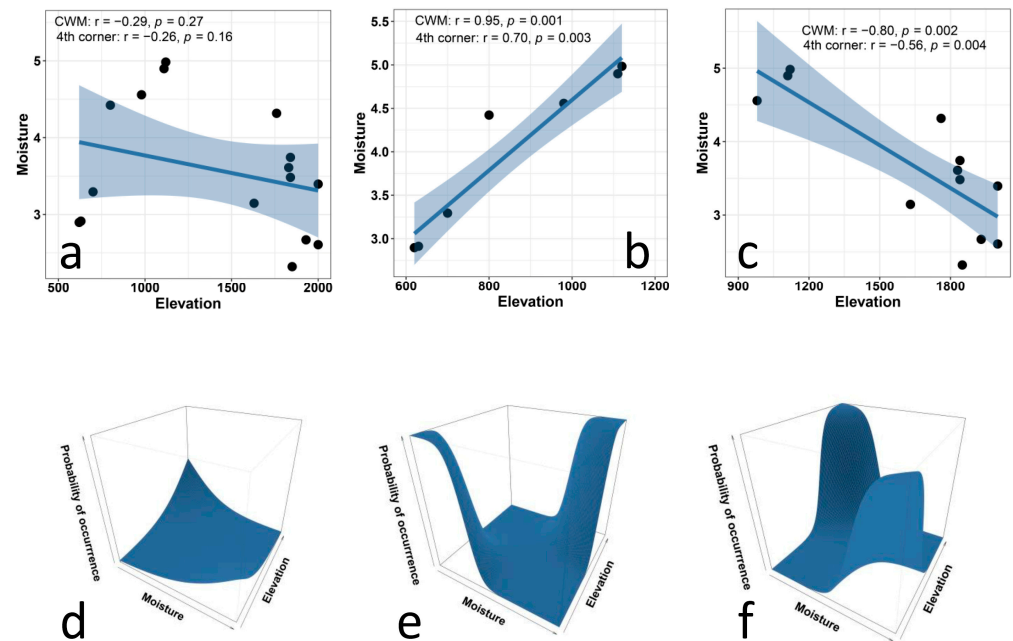 CWM: r = −0.29, p = 0.27
4th corner: r = −0.26, p = 0.16
5
4
3
Moisture
a
500
1000
1500
2000
Elevation
CWM: r = 0.95, p = 0.001
4th corner: r = 0.70, p = 0.003
5.5
5.0
4.5
4.0
3.5
3.0
Moisture
b
600
800
1000
1200
Elevation
CWM: r = −0.80, p = 0.002
4th corner: r = −0.56, p = 0.004
5
4
3
Moisture
c
900
1200
1500
1800
Elevation
Probability of occurrrence
Moisture
Elevation
d
Probability of occurrrence
Moisture
Elevation
e
Probability of occurrrence
Moisture
Elevation
f